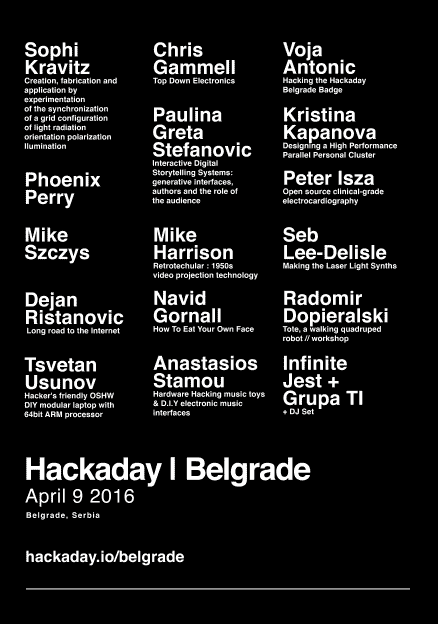 Sophi
Kravitz
Creation, fabrication and
application by
experimentation
of the synchronization
of a grid configuration
of light radiation
orientation polarization
Ilumination
Phoenix
Perry
Mike
Szczys
Dejan
Ristanovic
Long road to the Internet
Tsvetan
Usunov
Hacker's friendly OSHW
DIY modular laptop with
64bit ARM processor
Chris
Gammell
Top Down Electronics
Paulina
Greta
Stefanovic
Interactive Digital
Storytelling Systems:
generative interfaces,
authors and the role of
the audience
Mike
Harrison
Retrotechular : 1950s
video projection technology
Navid
Gornall
How To Eat Your Own Face
Anastasios
Stamou
Hardware Hacking music toys
& D.I.Y electronic music
interfaces
Voja
Antonic
Hacking the Hackaday
Belgrade Badge
Kristina
Kapanova
Designing a High Performance
Parallel Personal Cluster
Peter Isza
Open source clinical-grade
electrocardiography
Seb
Lee-Delisle
Making the Laser Light Synths
Radomir
Dopieralski
Tote, a walking quadruped
robot // workshop
Infinite
Jest +
Grupa TI
+ DJ Set
Hackaday | Belgrade
April 9 2016
Belgrade, Serbia
hackaday.io/belgrade